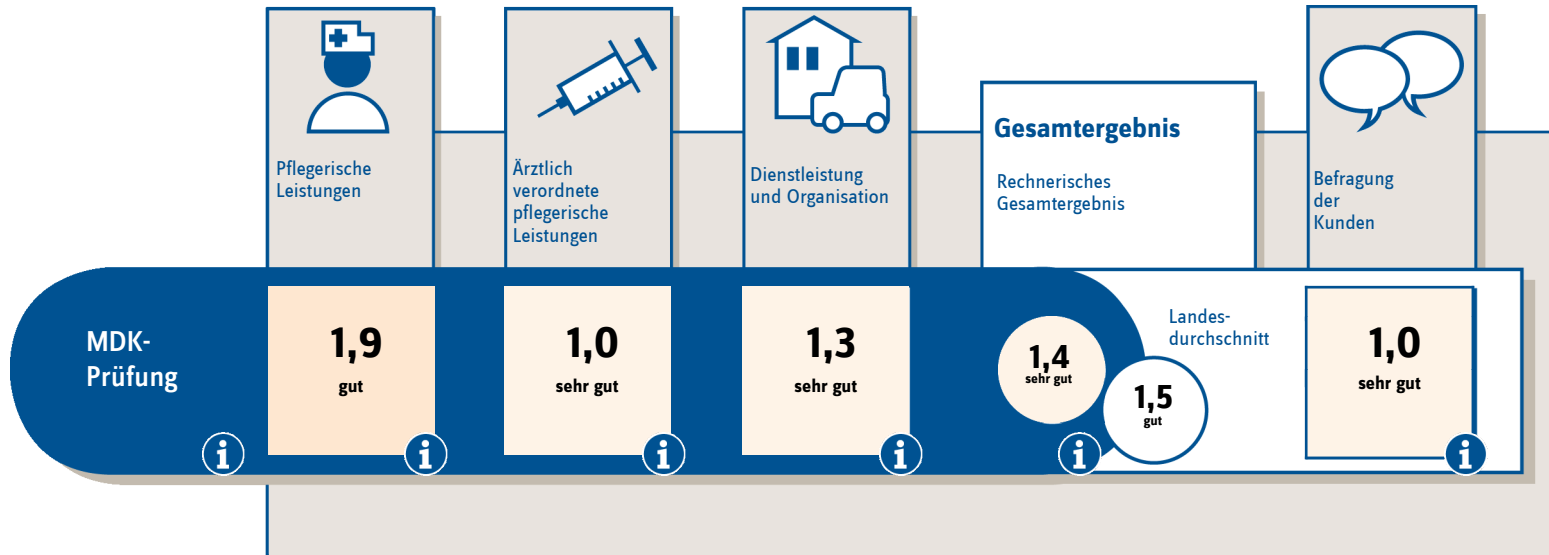 Pflegerische
Leistungen
Ärztlich
verordnete
pflegerische
Leistungen
Dienstleistung
und Organisation
Gesamtergebnis
Rechnerisches
Gesamtergebnis
Befragung
der
Kunden
MDK-
Prüfung
1,9
gut
1,0
sehr gut
1,3
sehr gut
1,4
sehr gut
Landes-
durchschnitt
1,5
gut
1,0
sehr gut
i
i
i
i
i
i